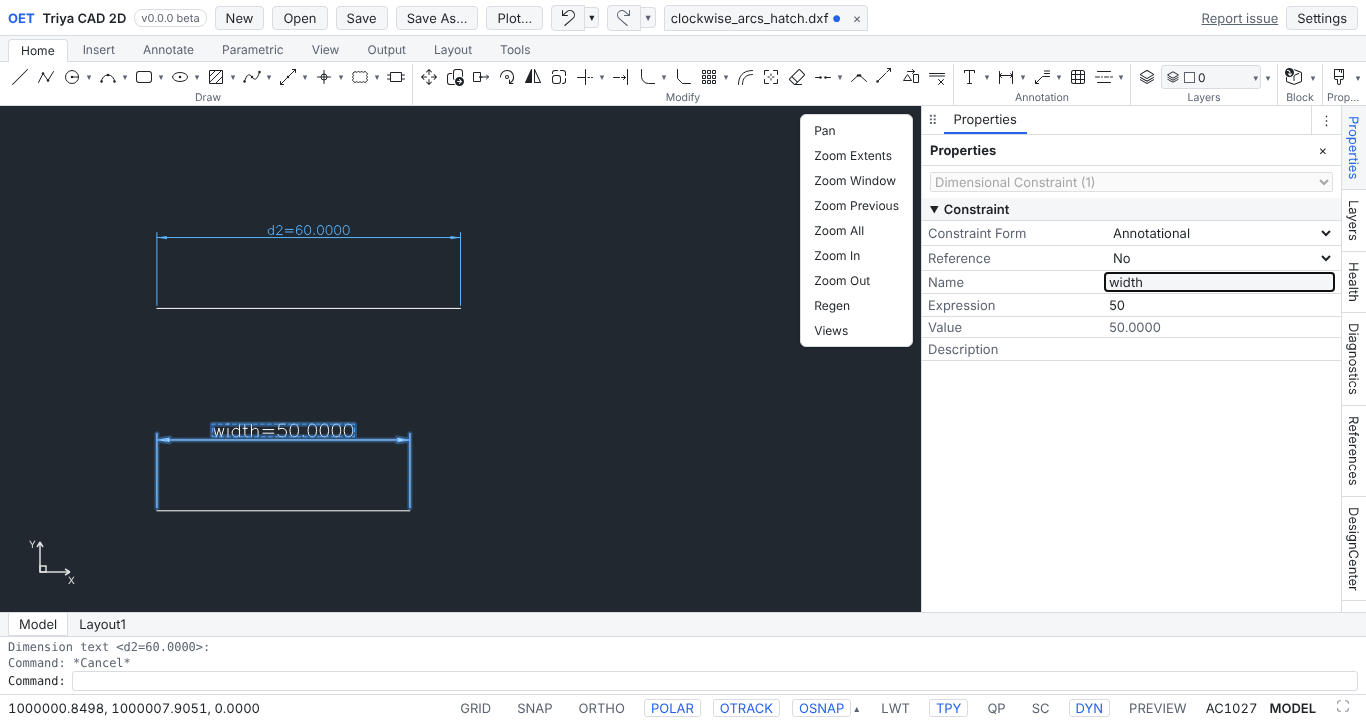 OET Triya CAD 2D v0.0.0 beta New Open Save Save As... Plot... clockwise_arcs_hatch.dxf × Report issue Settings
Home Insert Annotate Parametric View Output Layout Tools
0
Draw Modify Annotation Layers Block Prop...
Pan
Zoom Extents
Zoom Window
Zoom Previous
Zoom All
Zoom In
Zoom Out
Regen
Views
d2=60.0000
width=50.0000
Y
X
Properties
Properties ×
Dimensional Constraint (1)
Constraint
Constraint Form Annotational
Reference No
Name width
Expression 50
Value 50.0000
Description
Properties
Layers
Health
Diagnostics
References
DesignCenter
Model Layout1
Dimension text <d2=60.0000>:
Command: *Cancel*
Command:
1000000.8498, 1000007.9051, 0.0000 GRID SNAP ORTHO POLAR OTRACK OSNAP LWT TPY QP SC DYN PREVIEW AC1027 MODEL